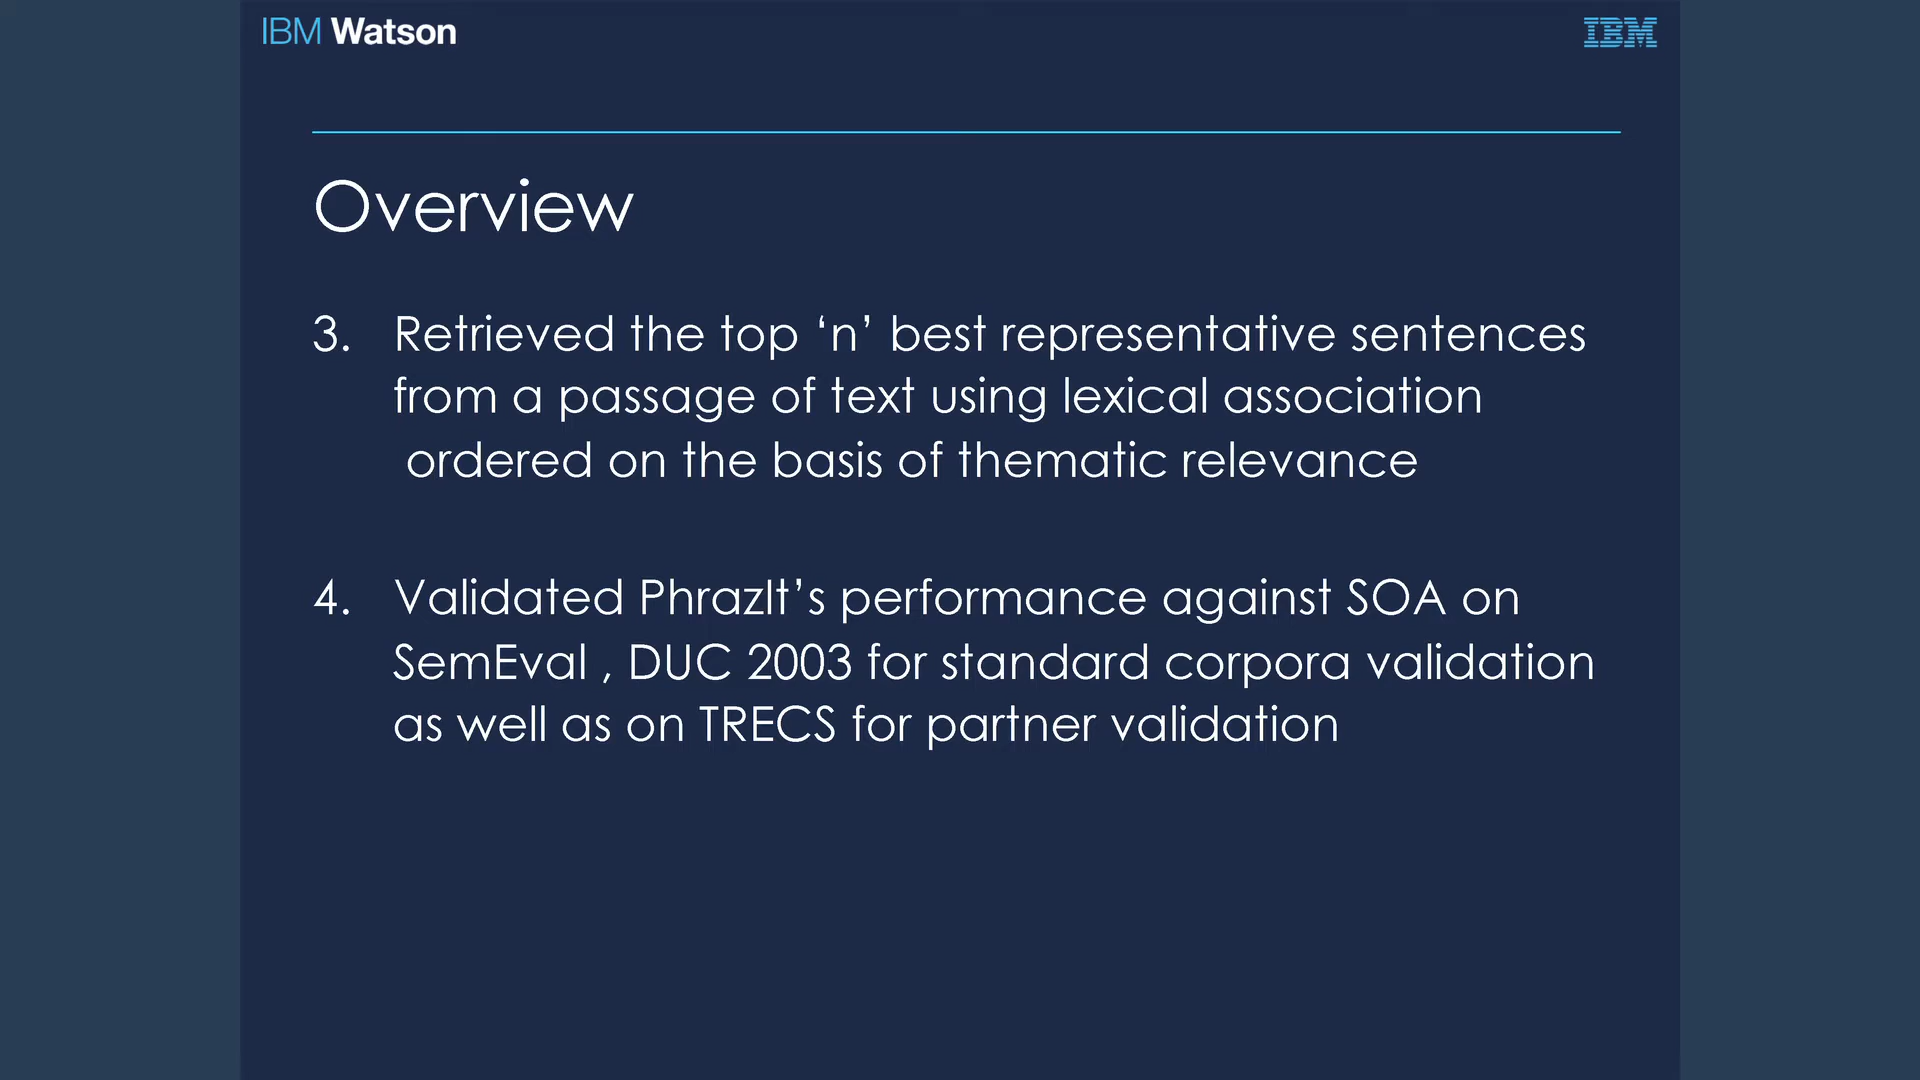 IBM Watson
IBM
Overview
3. Retrieved the top ‘n’ best representative sentences
from a passage of text using lexical association
ordered on the basis of thematic relevance
4. Validated PhrazIt’s performance against SOA on
SemEval , DUC 2003 for standard corpora validation
as well as on TRECS for partner validation